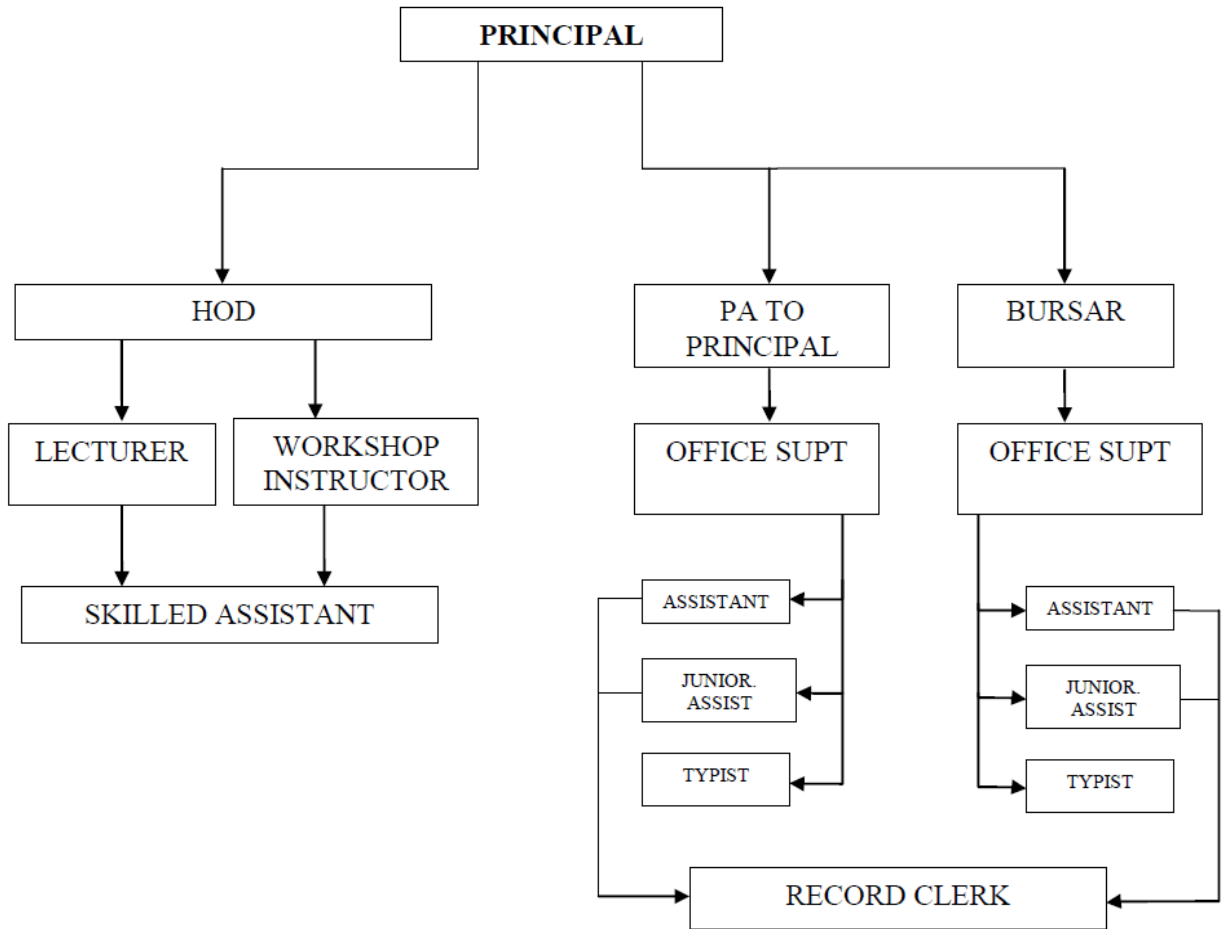 PRINCIPAL
HOD
PA TO
PRINCIPAL
BURSAR
LECTURER
WORKSHOP
INSTRUCTOR
OFFICE SUPT
OFFICE SUPT
SKILLED ASSISTANT
ASSISTANT
ASSISTANT
JUNIOR.
ASSIST
JUNIOR.
ASSIST
TYPIST
TYPIST
RECORD CLERK